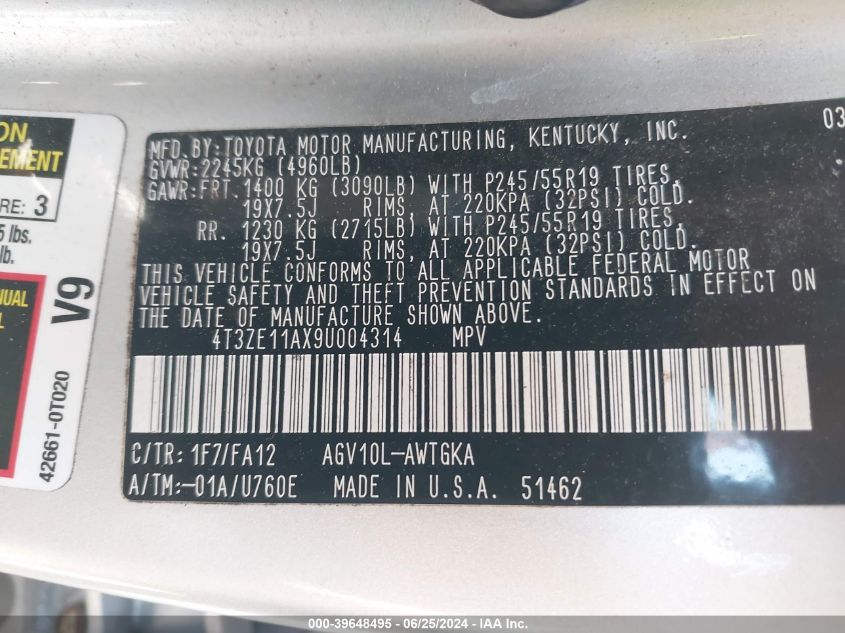 ON
EMENT
RE: 3
5 lbs.
lb.
NUAL
L
V9
42661-0T020
MFD.BY:TOYOTA MOTOR MANUFACTURING, KENTUCKY, INC. 03
GVWR:2245KG (4960LB)
GAWR:FRT.1400 KG (3090LB) WITH P245/55R19 TIRES,
19X7.5J RIMS, AT 220KPA (32PSI) COLD.
RR. 1230 KG (2715LB) WITH P245/55R19 TIRES,
19X7.5J RIMS, AT 220KPA (32PSI) COLD.
THIS VEHICLE CONFORMS TO ALL APPLICABLE FEDERAL MOTOR
VEHICLE SAFETY AND THEFT PREVENTION STANDARDS IN EFFECT ON
THE DATE OF MANUFACTURE SHOWN ABOVE.
4T3ZE11AX9U004314 MPV
C/TR: 1F7/FA12 AGV10L-AWTGKA
A/TM:-01A/U760E MADE IN U.S.A. 51462
000-39648495 - 06/25/2024 - IAA, Inc.